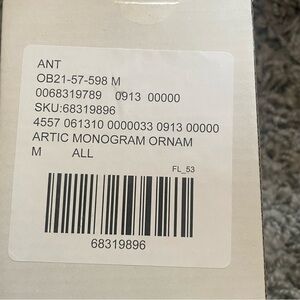 ANT
OB21-57-598 M
0068319789 0913 00000
SKU:68319896
4557 061310 0000033 0913 00000
ARTIC MONOGRAM ORNAM
M ALL
FL_53
68319896